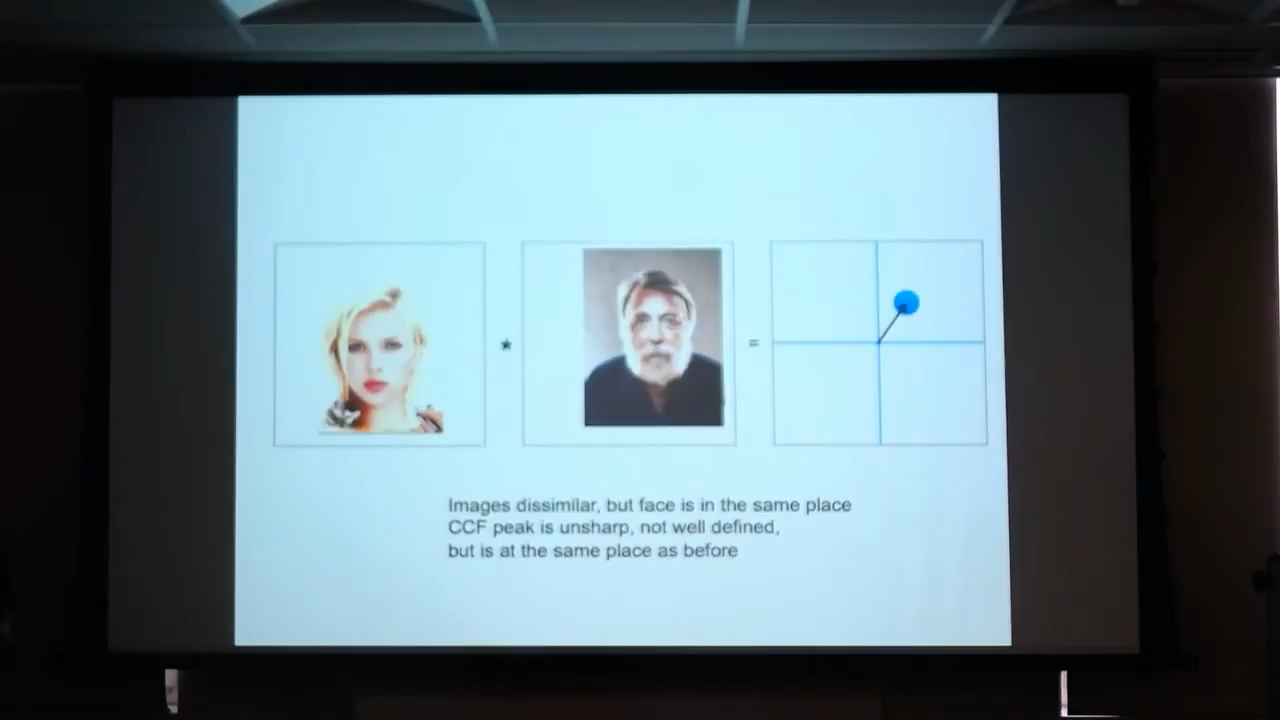 * =
Images dissimilar, but face is in the same place
CCF peak is unsharp, not well defined,
but is at the same place as before